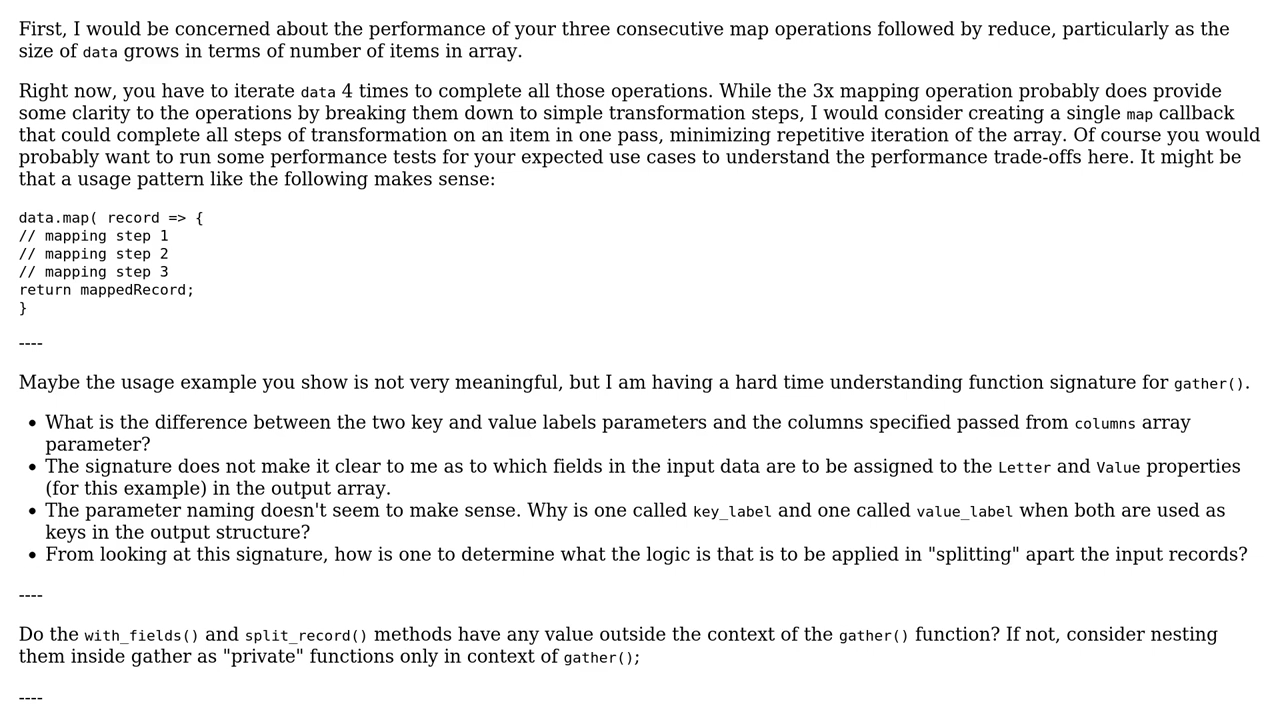 First, I would be concerned about the performance of your three consecutive map operations followed by reduce, particularly as the
size of data grows in terms of number of items in array.
Right now, you have to iterate data 4 times to complete all those operations. While the 3x mapping operation probably does provide
some clarity to the operations by breaking them down to simple transformation steps, I would consider creating a single map callback
that could complete all steps of transformation on an item in one pass, minimizing repetitive iteration of the array. Of course you would
probably want to run some performance tests for your expected use cases to understand the performance trade-offs here. It might be
that a usage pattern like the following makes sense:
data.map( record => {
// mapping step 1
// mapping step 2
// mapping step 3
return mappedRecord;
}
----
Maybe the usage example you show is not very meaningful, but I am having a hard time understanding function signature for gather().
• What is the difference between the two key and value labels parameters and the columns specified passed from columns array
parameter?
• The signature does not make it clear to me as to which fields in the input data are to be assigned to the Letter and Value properties
(for this example) in the output array.
• The parameter naming doesn't seem to make sense. Why is one called key_label and one called value_label when both are used as
keys in the output structure?
• From looking at this signature, how is one to determine what the logic is that is to be applied in "splitting" apart the input records?
----
Do the with_fields() and split_record() methods have any value outside the context of the gather() function? If not, consider nesting
them inside gather as "private" functions only in context of gather();
----